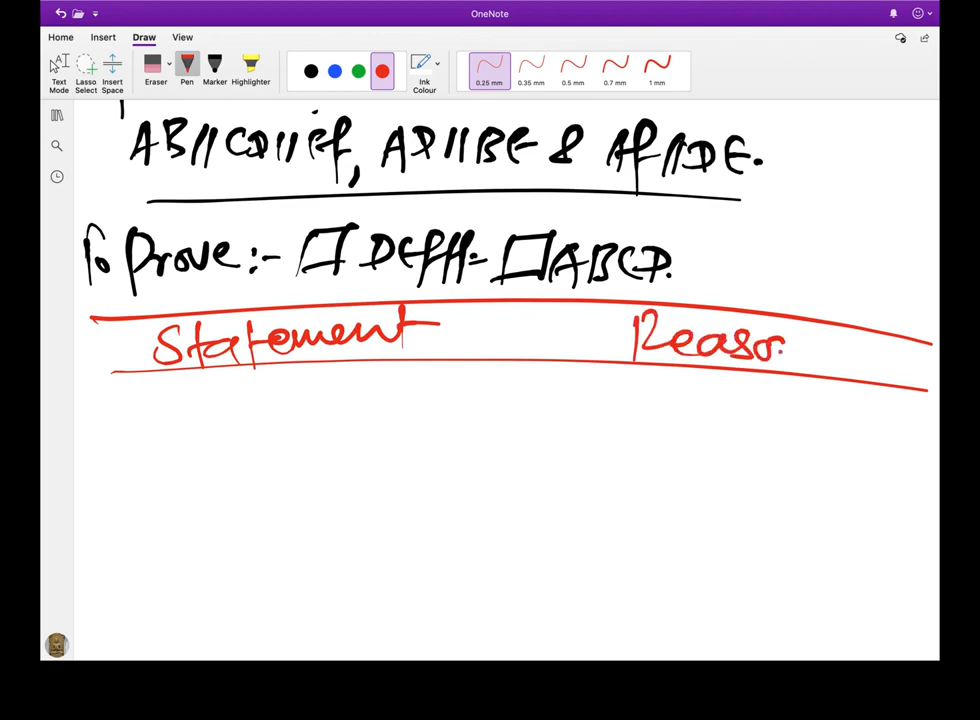 OneNote
Home Insert Draw View
Text Mode Lasso Select Insert Space Eraser Pen Marker Highlighter Ink Colour 0.25 mm 0.35 mm 0.5 mm 0.7 mm 1 mm
AB//CD//EF, AD//BE & AF//DE.
To Prove:- □ DEFH = □ABCD.
Statement Reaso